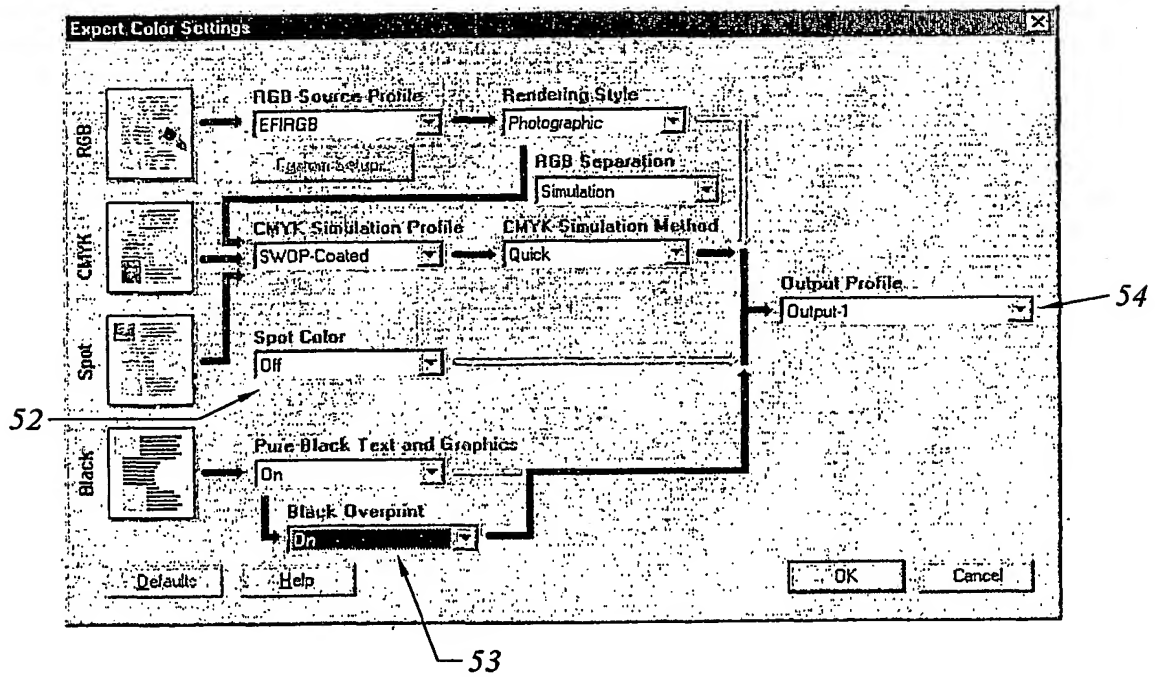 Expert Color Settings
RGB
RGB Source Profile
EFIRGB
Custom Setup...
Rendering Style
Photographic
RGB Separation
Simulation
CMYK
CMYK Simulation Profile
SWOP-Coated
CMYK Simulation Method
Quick
Output Profile
Output-1
54
Spot
Spot Color
Off
52
Black
Pure Black Text and Graphics
On
Black Overprint
On
Defaults
Help
OK
Cancel
53